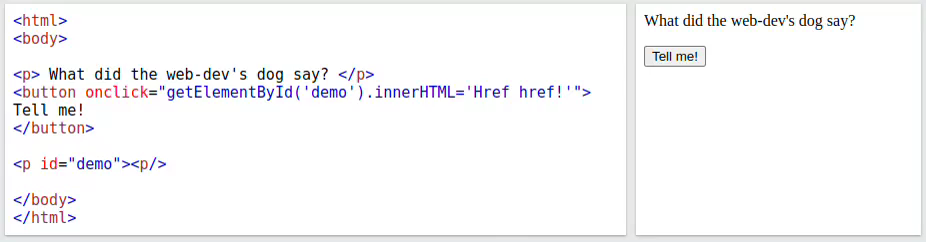 <html>
<body>
<p> What did the web-dev's dog say? </p>
<button onclick="getElementById('demo').innerHTML='Href href!'">
Tell me!
</button>
<p id="demo"><p/>
</body>
</html>
What did the web-dev's dog say?
Tell me!